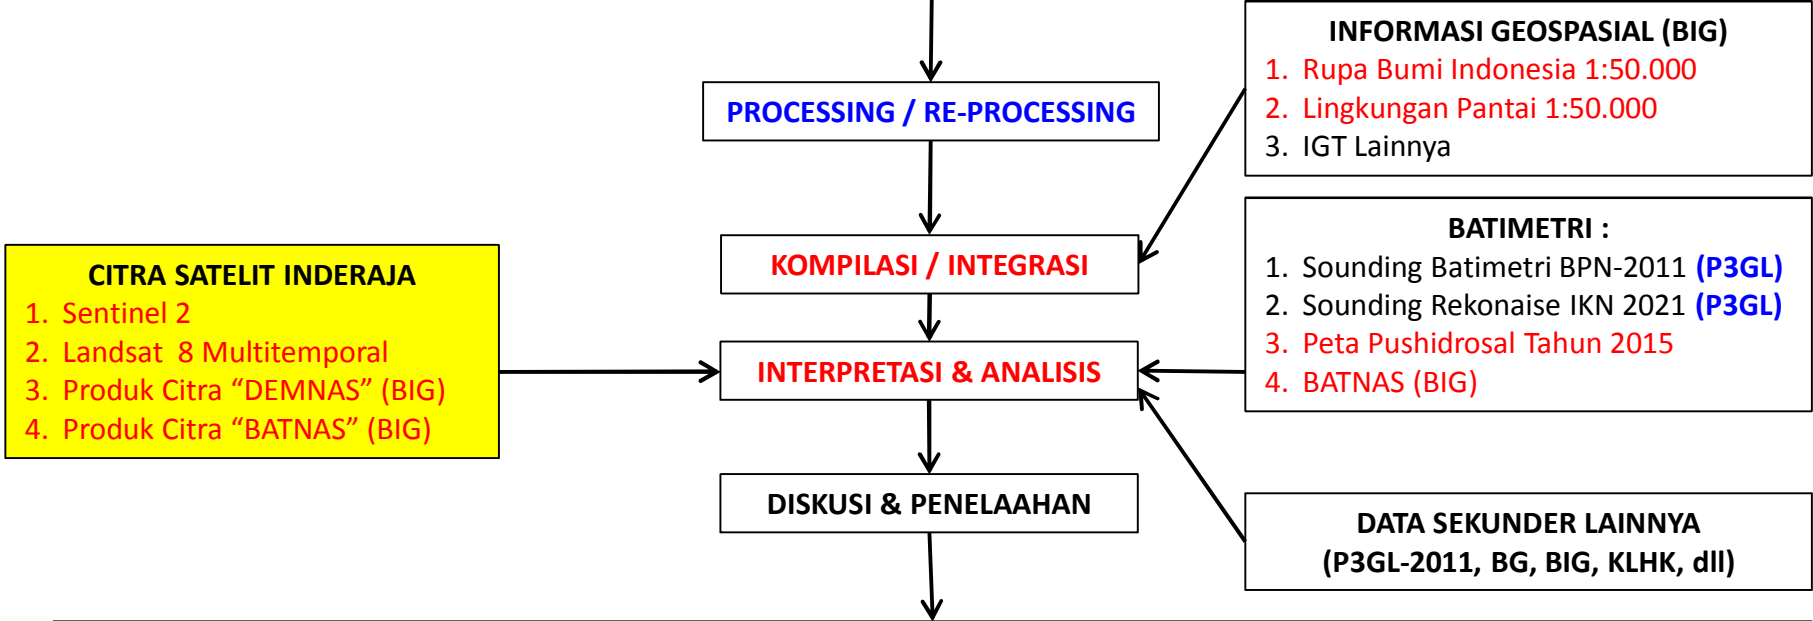 PROCESSING / RE-PROCESSING
INFORMASI GEOSPASIAL (BIG)
1. Rupa Bumi Indonesia 1:50.000
2. Lingkungan Pantai 1:50.000
3. IGT Lainnya
KOMPILASI / INTEGRASI
BATIMETRI :
1. Sounding Batimetri BPN-2011 (P3GL)
2. Sounding Rekonaise IKN 2021 (P3GL)
3. Peta Pushidrosal Tahun 2015
4. BATNAS (BIG)
CITRA SATELIT INDERAJA
1. Sentinel 2
2. Landsat 8 Multitemporal
3. Produk Citra “DEMNAS” (BIG)
4. Produk Citra “BATNAS” (BIG)
INTERPRETASI & ANALISIS
DISKUSI & PENELAAHAN
DATA SEKUNDER LAINNYA
(P3GL-2011, BG, BIG, KLHK, dll)